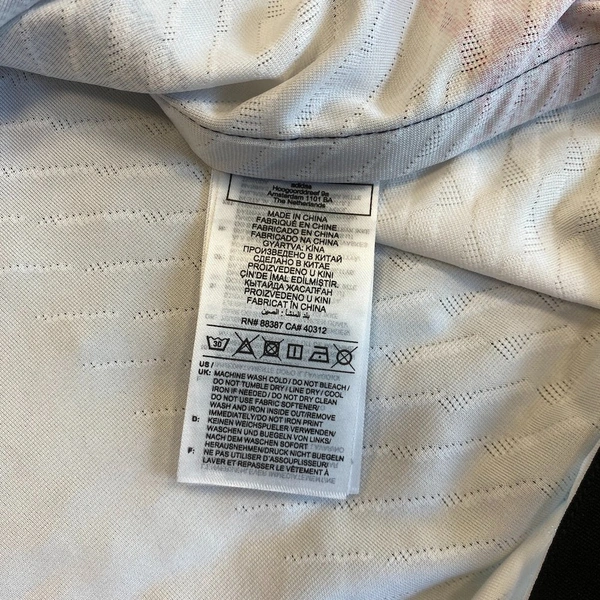 adidas
Hoogoorddreef 9a
Amsterdam 1101 BA
The Netherlands
MADE IN CHINA
FABRIQUÉ EN CHINE
FABRICADO EN CHINA
FABRICADO NA CHINA
GYÁRTVA: KÍNA
ПРОИЗВЕДЕНО В КИТАЙ
СДЕЛАНО В КИТАЕ
PROIZVEDENO U KINI
ÇİN'DE İMAL EDİLMİŞTİR.
ҚЫТАЙДА ЖАСАЛҒАН
PROIZVEDENO U KINI
FABRICAT ÎN CHINA
بلد المنشأ: الصين
RN# 88387 CA# 40312
30
US /
UK: MACHINE WASH COLD / DO NOT BLEACH /
DO NOT TUMBLE DRY / LINE DRY / COOL
IRON IF NEEDED / DO NOT DRY CLEAN
DO NOT USE FABRIC SOFTENER/
WASH AND IRON INSIDE OUT/REMOVE
IMMEDIATELY/DO NOT IRON PRINT
D: KEINEN WEICHSPUELER VERWENDEN/
WASCHEN UND BUEGELN VON LINKS/
NACH DEM WASCHEN SOFORT
HERAUSNEHMEN/DRUCK NICHT BUEGELN
F: NE PAS UTILISER D'ASSOUPLISSEUR/
LAVER ET REPASSER LE VÊTEMENT À